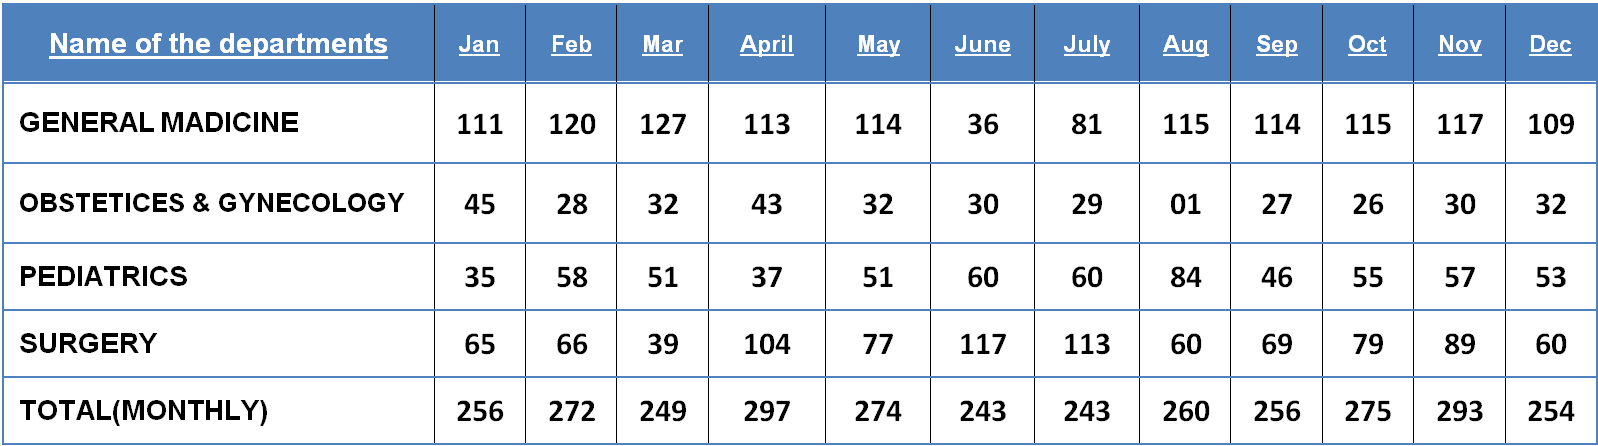 Name of the departments Jan Feb Mar April May June July Aug Sep Oct Nov Dec
GENERAL MADICINE 111 120 127 113 114 36 81 115 114 115 117 109
OBSTETICES & GYNECOLOGY 45 28 32 43 32 30 29 01 27 26 30 32
PEDIATRICS 35 58 51 37 51 60 60 84 46 55 57 53
SURGERY 65 66 39 104 77 117 113 60 69 79 89 60
TOTAL(MONTHLY) 256 272 249 297 274 243 243 260 256 275 293 254